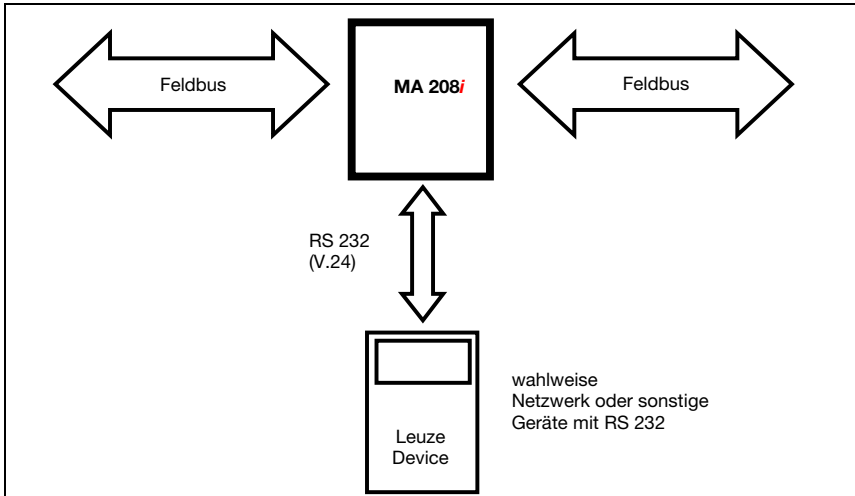 Feldbus
MA 208i
Feldbus
RS 232
(V.24)
wahlweise
Netzwerk oder sonstige
Geräte mit RS 232
Leuze
Device